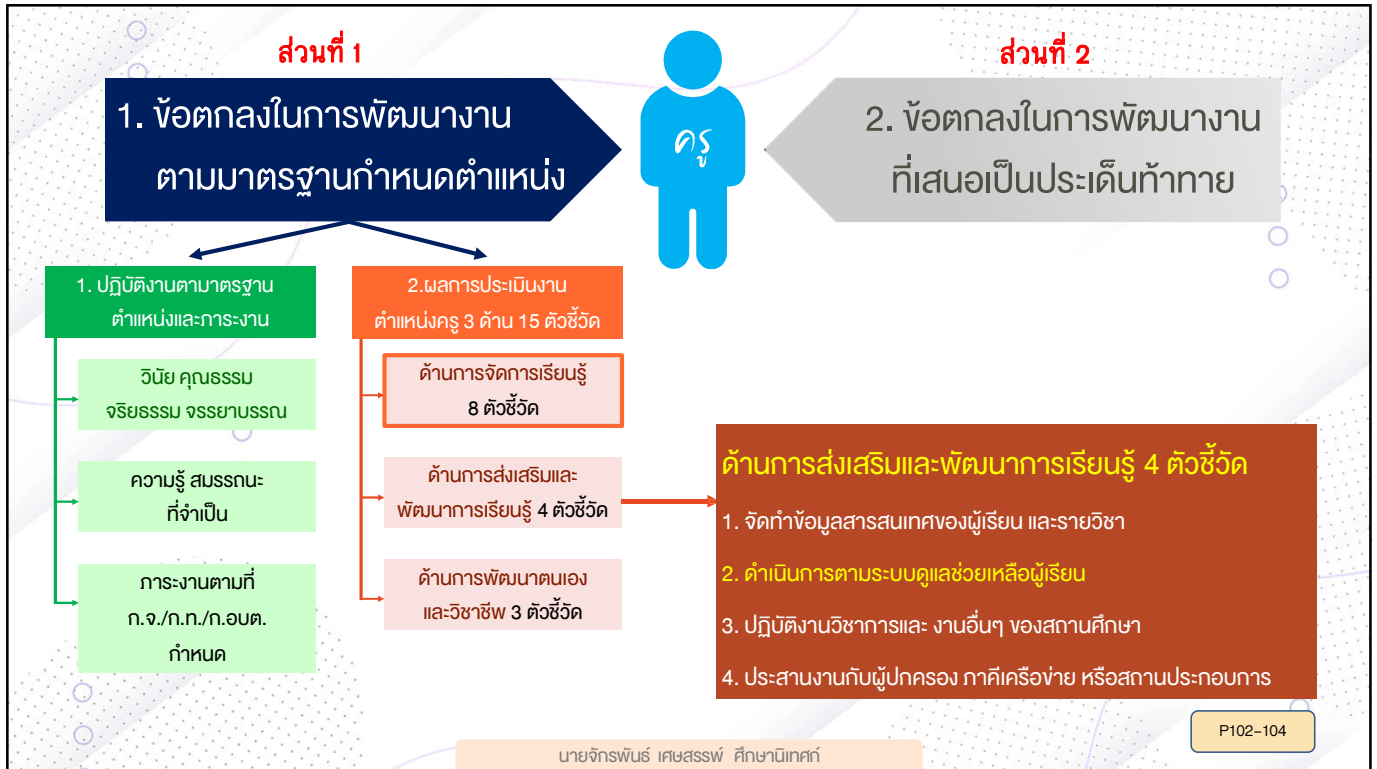 ส่วนที่ 1
1. ข้อตกลงในการพัฒนางาน
ตามมาตรฐานกำหนดตำแหน่ง
ครู
ส่วนที่ 2
2. ข้อตกลงในการพัฒนางาน
ที่เสนอเป็นประเด็นท้าทาย
1. ปฏิบัติงานตามาตรฐาน
ตำแหน่งและภาระงาน
วินัย คุณธรรม
จริยธรรม จรรยาบรรณ
ความรู้ สมรรถนะ
ที่จำเป็น
ภาระงานตามที่
ก.จ./ก.ท./ก.อบต.
กำหนด
2.ผลการประเมินงาน
ตำแหน่งครู 3 ด้าน 15 ตัวชี้วัด
ด้านการจัดการเรียนรู้
8 ตัวชี้วัด
ด้านการส่งเสริมและ
พัฒนาการเรียนรู้ 4 ตัวชี้วัด
ด้านการพัฒนาตนเอง
และวิชาชีพ 3 ตัวชี้วัด
ด้านการส่งเสริมและพัฒนาการเรียนรู้ 4 ตัวชี้วัด
1. จัดทำข้อมูลสารสนเทศของผู้เรียน และรายวิชา
2. ดำเนินการตามระบบดูแลช่วยเหลือผู้เรียน
3. ปฏิบัติงานวิชาการและ งานอื่นๆ ของสถานศึกษา
4. ประสานงานกับผู้ปกครอง ภาคีเครือข่าย หรือสถานประกอบการ
P102-104
นายจักรพันธ์ เศษสรรพ์ ศึกษานิเทศก์